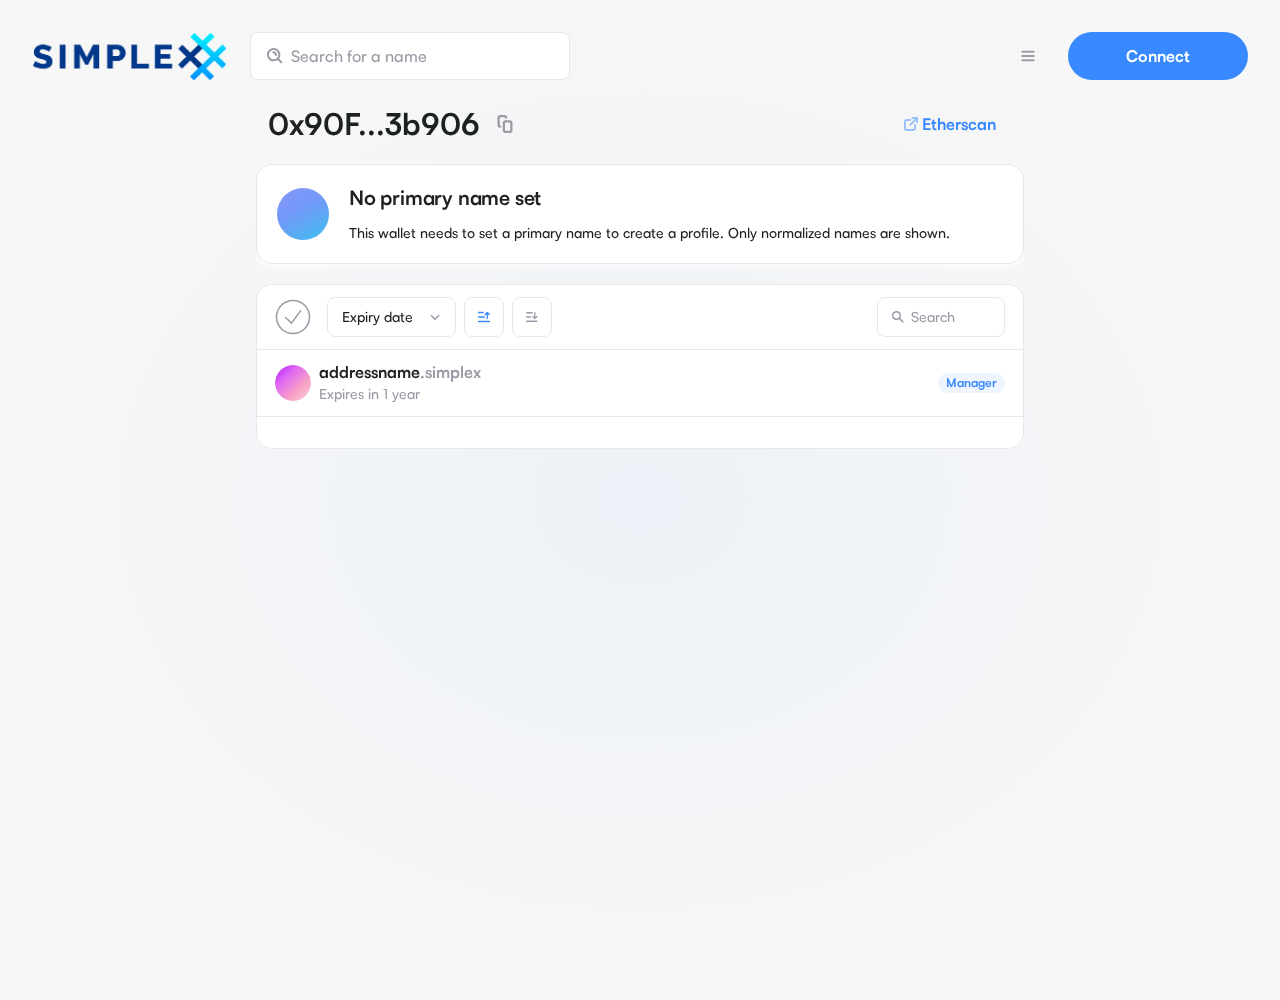 SIMPLEX
Search for a name
Connect
0x90F...3b906
Etherscan
No primary name set
This wallet needs to set a primary name to create a profile. Only normalized names are shown.
Expiry date
Search
addressname.simplex
Expires in 1 year
Manager